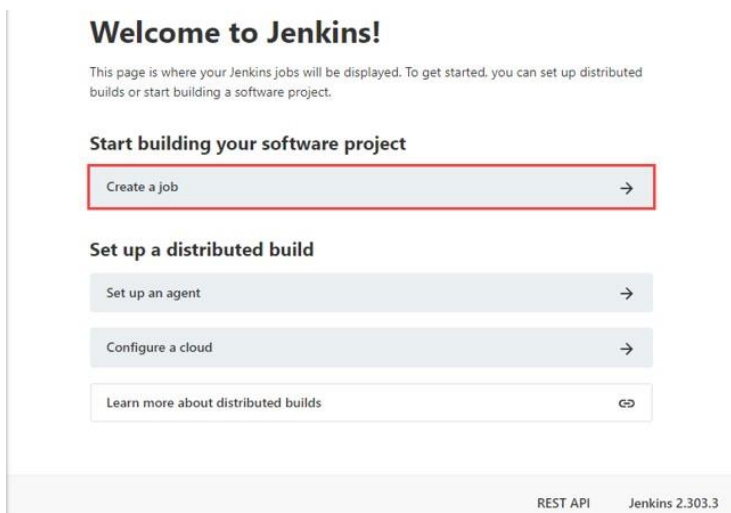 Welcome to Jenkins!
This page is where your Jenkins jobs will be displayed. To get started, you can set up distributed
builds or start building a software project.
Start building your software project
Create a job
Set up a distributed build
Set up an agent
Configure a cloud
Learn more about distributed builds
REST API Jenkins 2.303.3